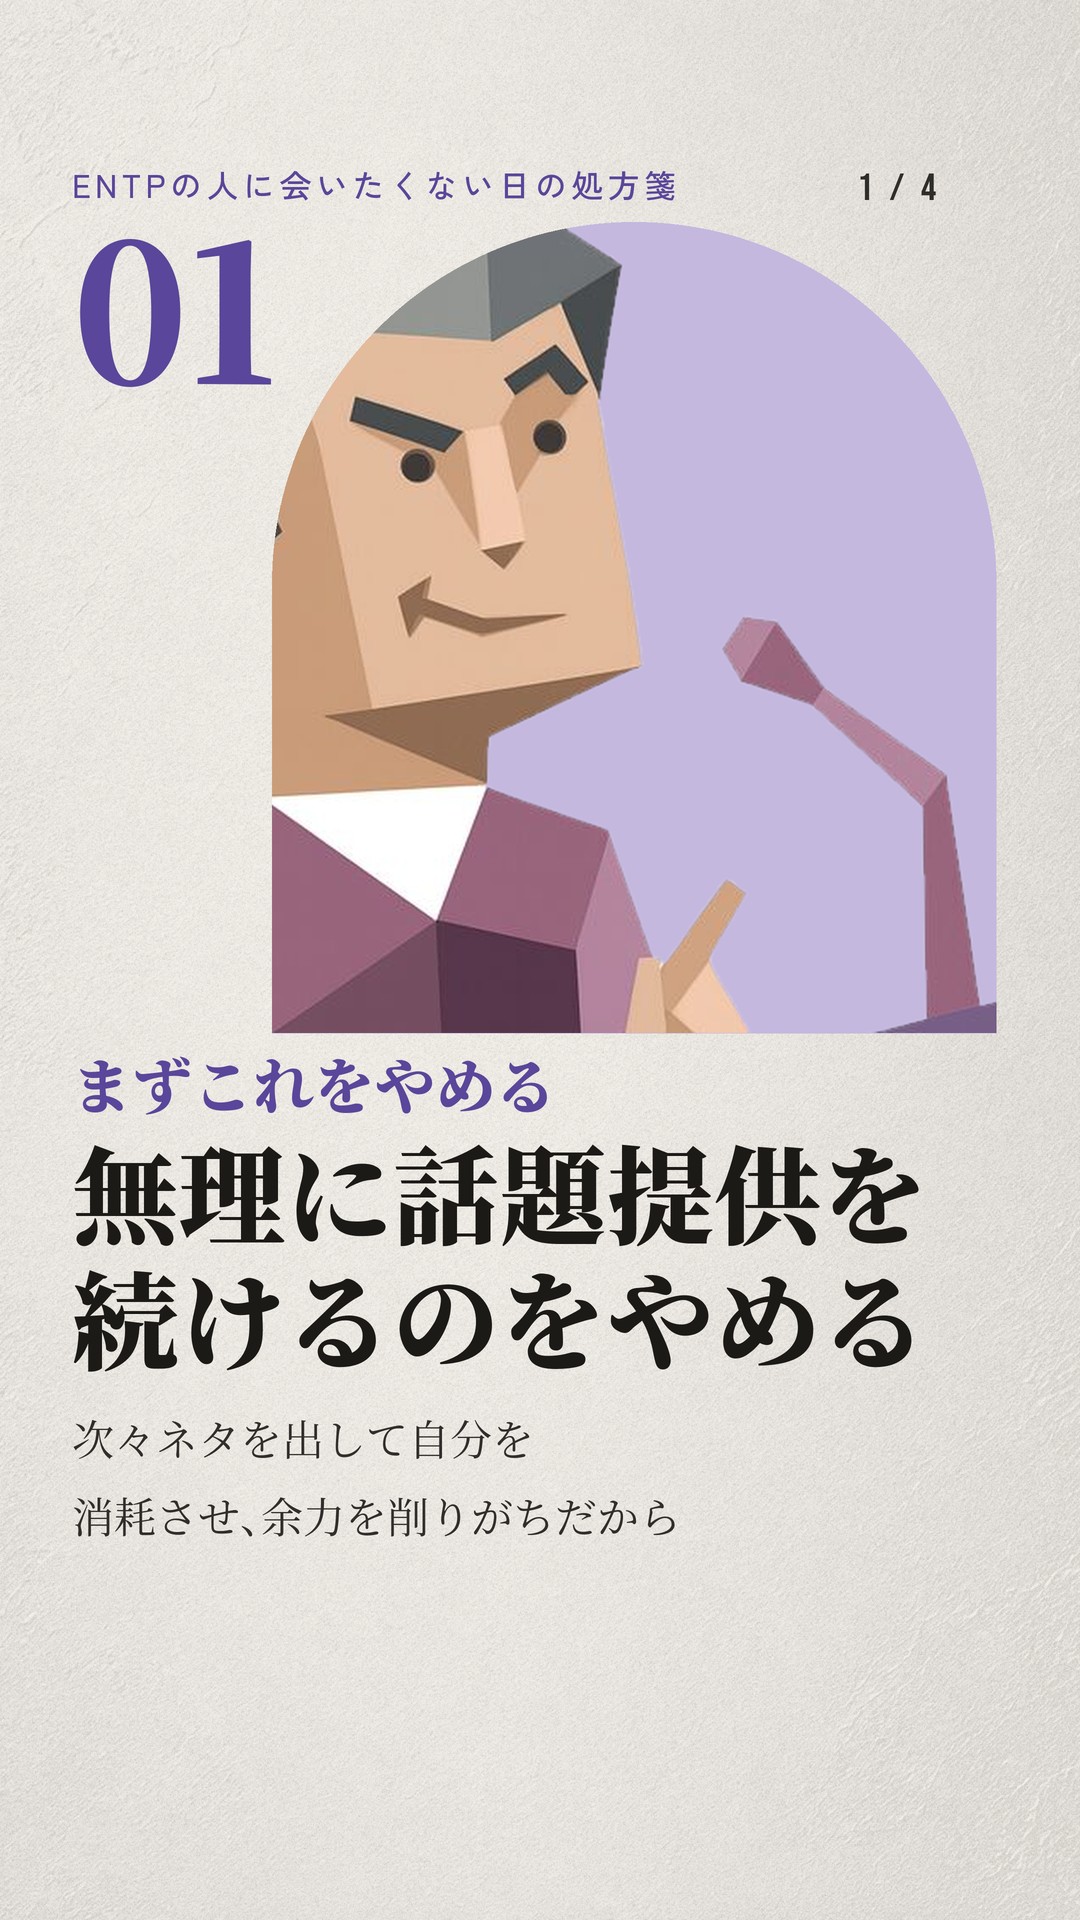 ENTPの人に会いたくない日の処方箋
1 / 4
01
まずこれをやめる
無理に話題提供を
続けるのをやめる
次々ネタを出して自分を
消耗させ、余力を削りがちだから